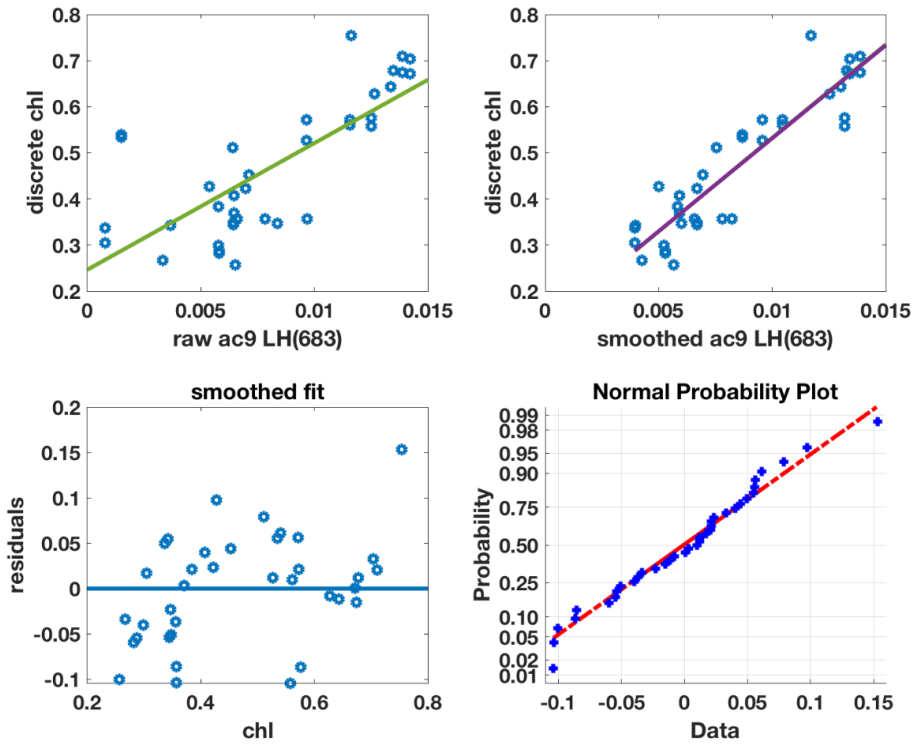 0.8
0.7
0.6
0.5
0.4
0.3
0.2
discrete chl
0 0.005 0.01 0.015
raw ac9 LH(683)
0.8
0.7
0.6
0.5
0.4
0.3
0.2
discrete chl
0 0.005 0.01 0.015
smoothed ac9 LH(683)
smoothed fit
0.2
0.15
0.1
0.05
0
-0.05
-0.1
residuals
0.2 0.4 0.6 0.8
chl
Normal Probability Plot
0.99
0.98
0.95
0.90
0.75
0.50
0.25
0.10
0.05
0.02
0.01
Probability
-0.1 -0.05 0 0.05 0.1 0.15
Data